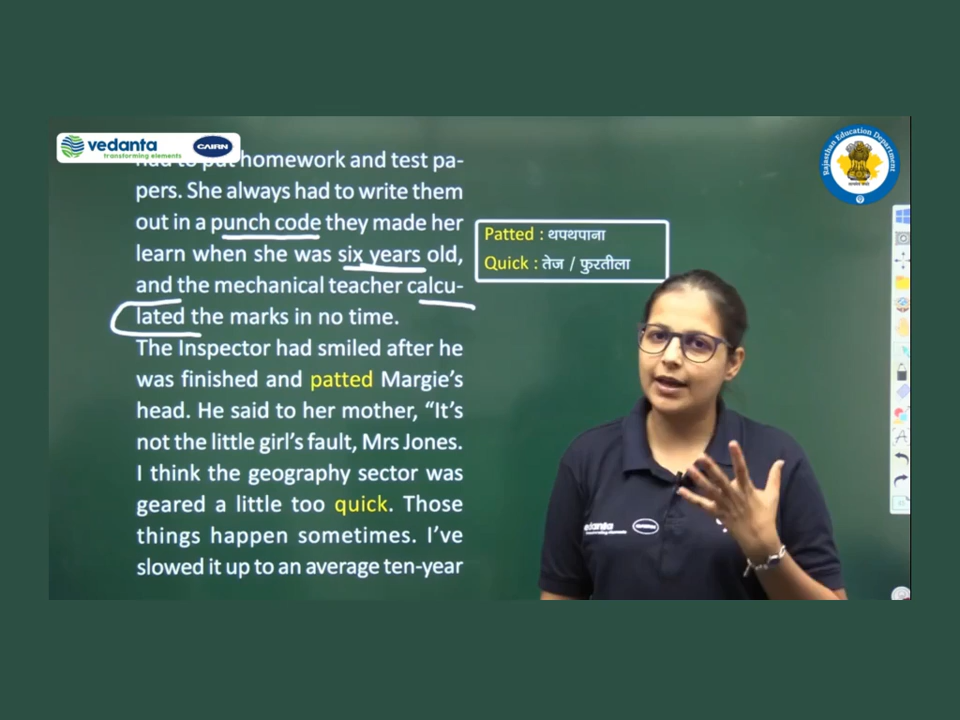 vedanta
transforming elements
CAIRN
homework and test pa-
pers. She always had to write them
out in a punch code they made her
learn when she was six years old,
and the mechanical teacher calcu-
lated the marks in no time.
The Inspector had smiled after he
was finished and patted Margie's
head. He said to her mother, “It's
not the little girl's fault, Mrs Jones.
I think the geography sector was
geared a little too quick. Those
things happen sometimes. I've
slowed it up to an average ten-year
Patted : थपथपाना
Quick : तेज / फुरतीला
Rajasthan Education Department
vedanta
transforming elements